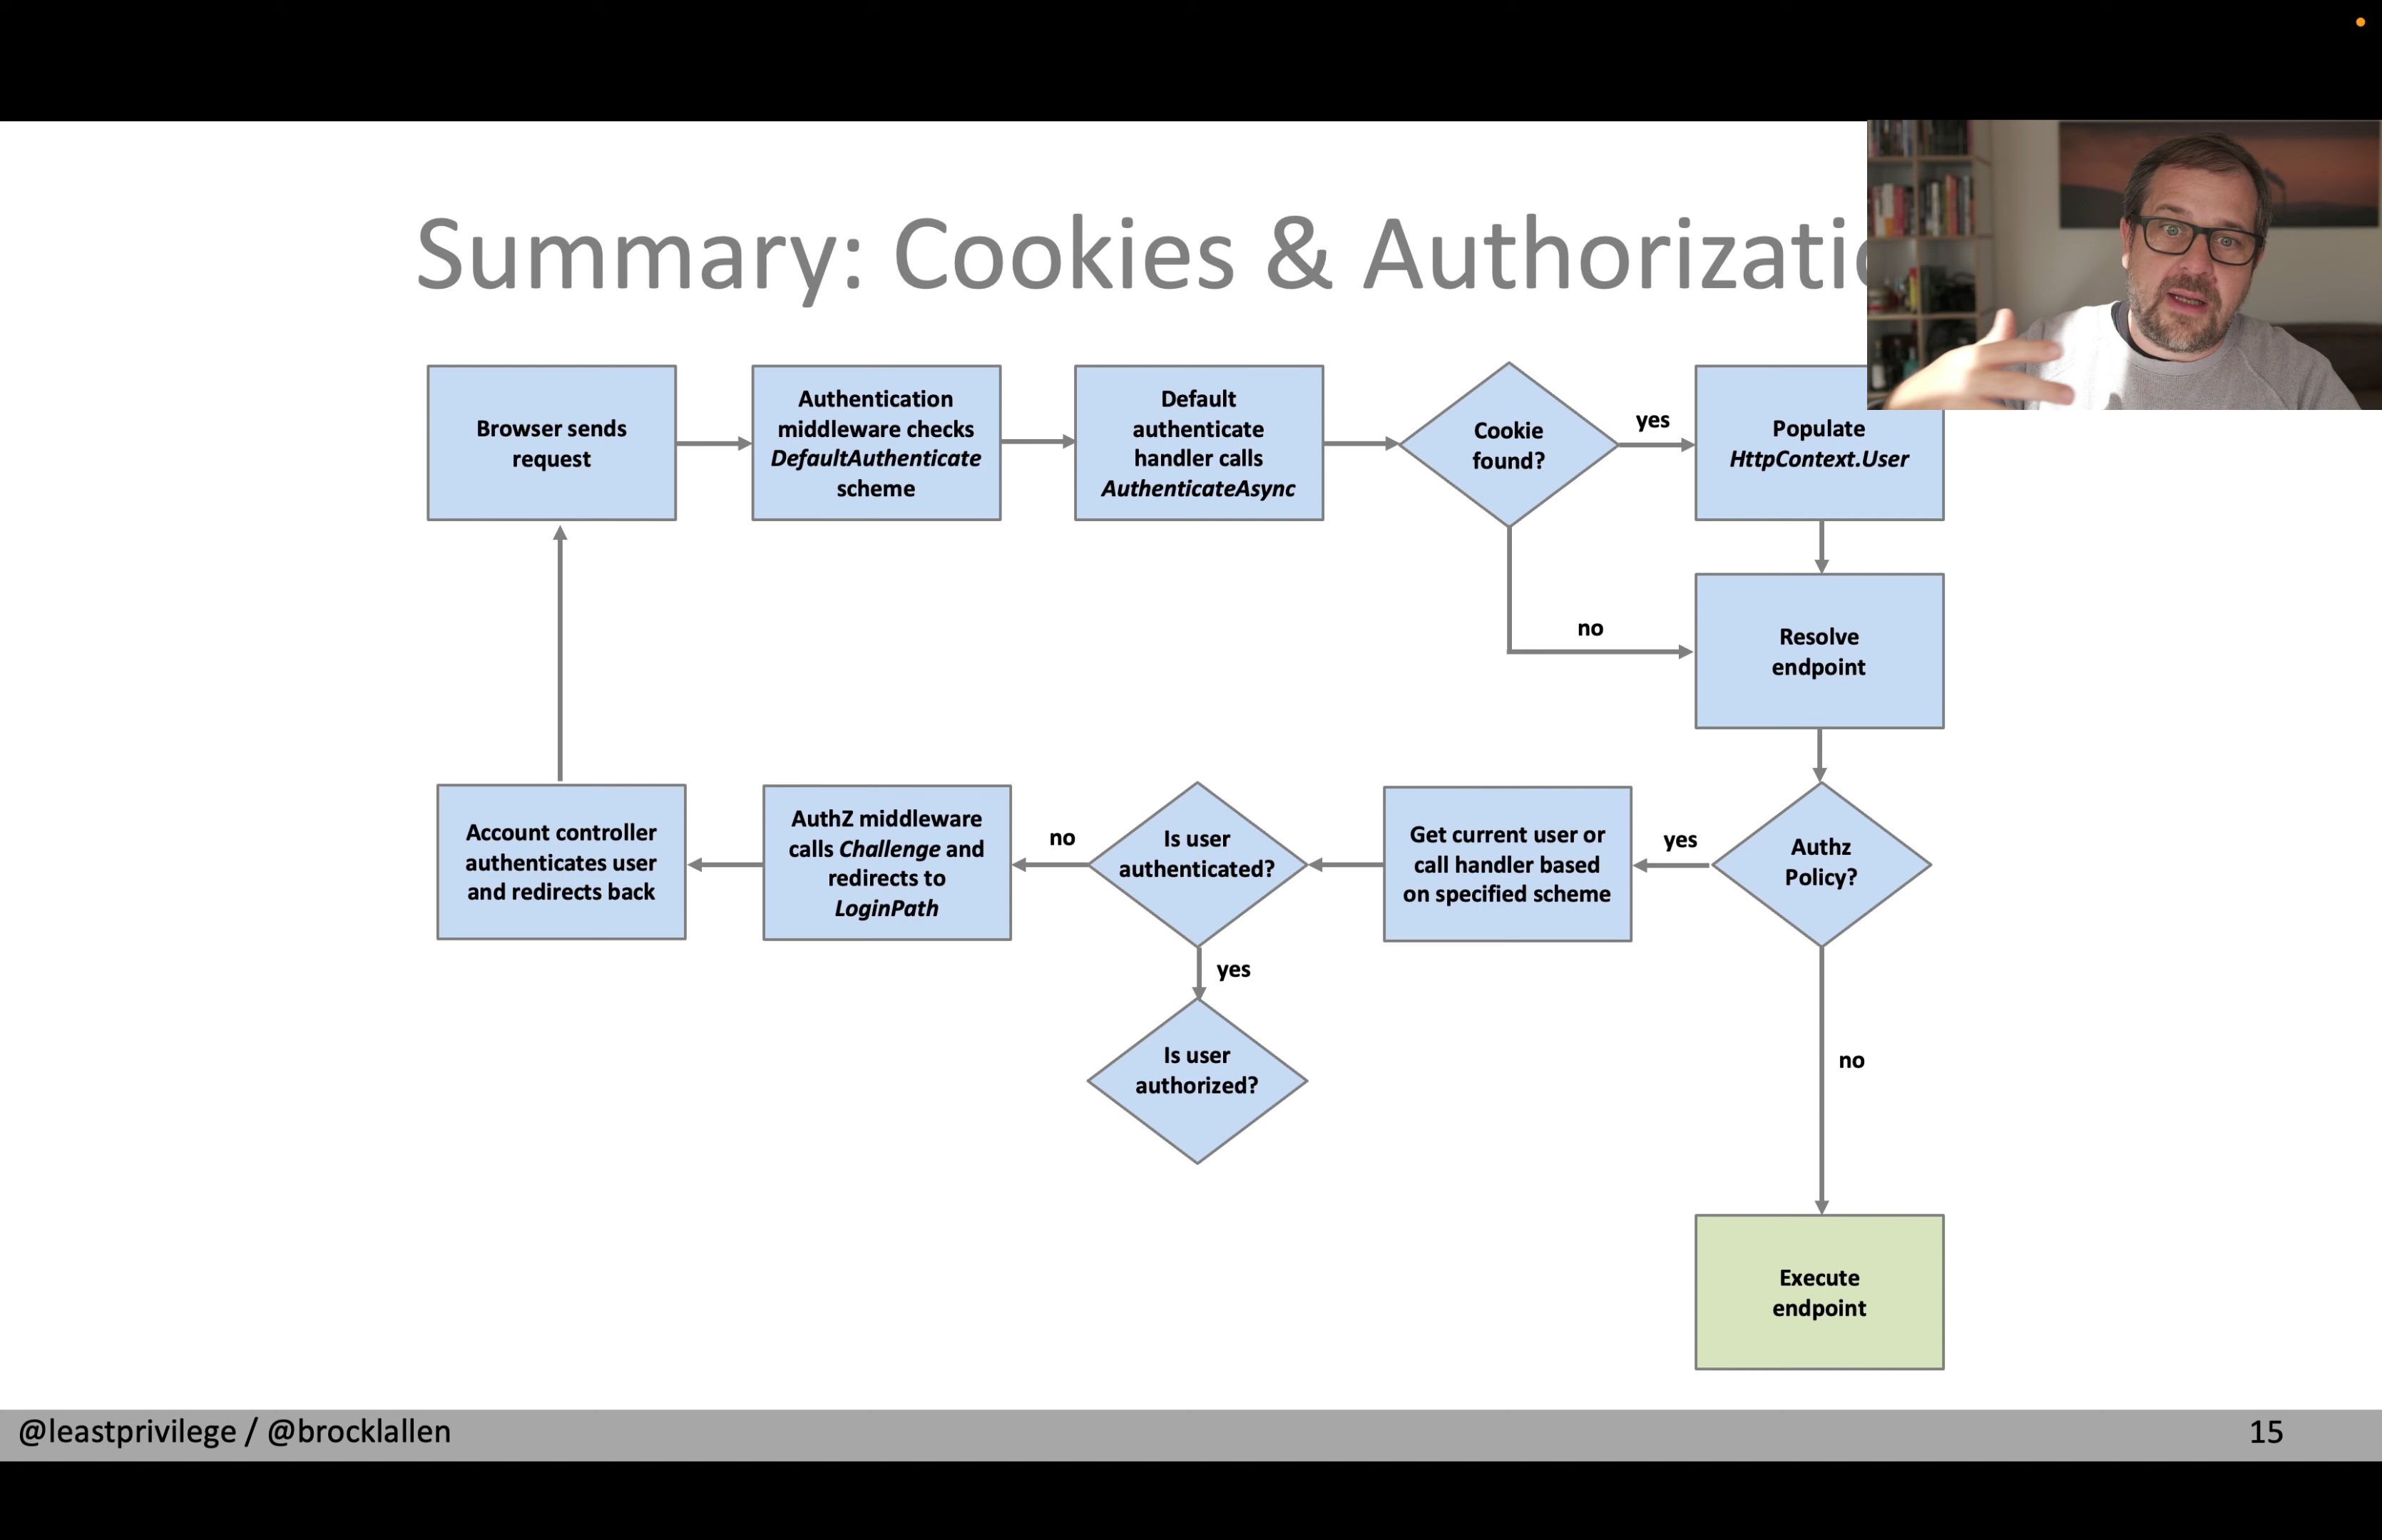 Summary: Cookies & Authorizatio
Browser sends
request
Authentication
middleware checks
DefaultAuthenticate
scheme
Default
authenticate
handler calls
AuthenticateAsync
Cookie
found?
yes
Populate
HttpContext.User
no
Resolve
endpoint
Account controller
authenticates user
and redirects back
AuthZ middleware
calls Challenge and
redirects to
LoginPath
no
Is user
authenticated?
Get current user or
call handler based
on specified scheme
yes
Authz
Policy?
yes
Is user
authorized?
no
Execute
endpoint
@leastprivilege / @brocklallen
15